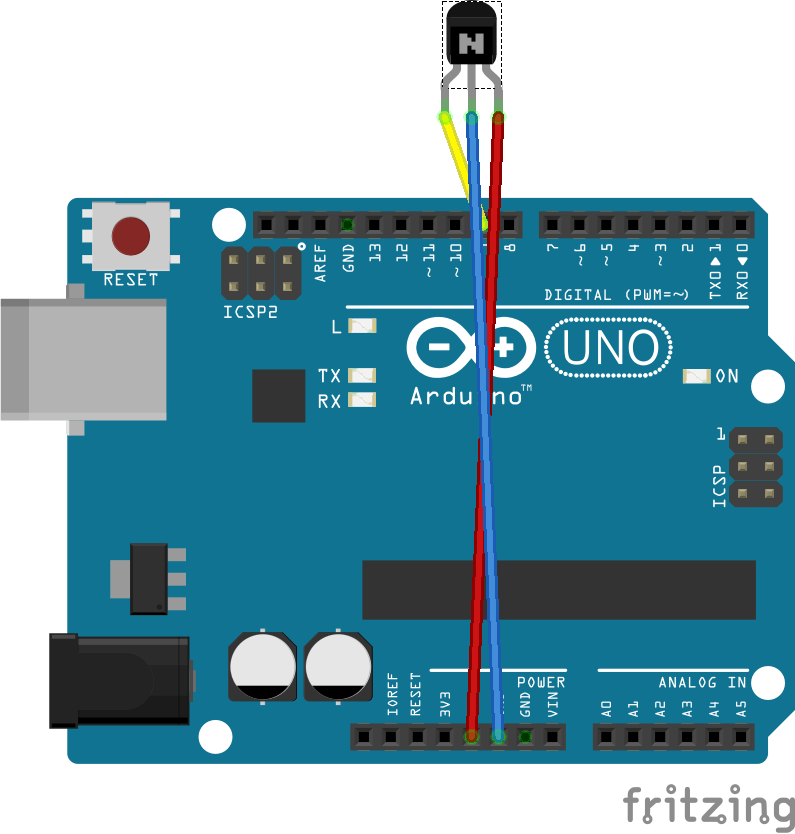 N
AREF
GND
13
12
~11
~10
8
7
~6
~5
4
~3
2
TX0▶1
RX0◀0
RESET
ICSP2
DIGITAL (PWM=~)
L
TX
RX
UNO
Arduino™
ON
1
ICSP
POWER
ANALOG IN
IOREF
RESET
3V3
GND
VIN
A0
A1
A2
A3
A4
A5
fritzing